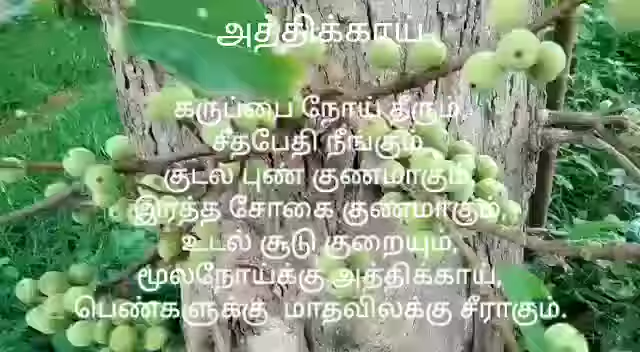 அத்திக்காய்
கருப்பை நோய் தீரும்,
சீதபேதி நீங்கும்
குடல் புண் குணமாகும்
இரத்த சோகை குணமாகும்
உடல் சூடு குறையும்,
மூலநோய்க்கு அத்திக்காய்,
பெண்களுக்கு மாதவிலக்கு சீராகும்.